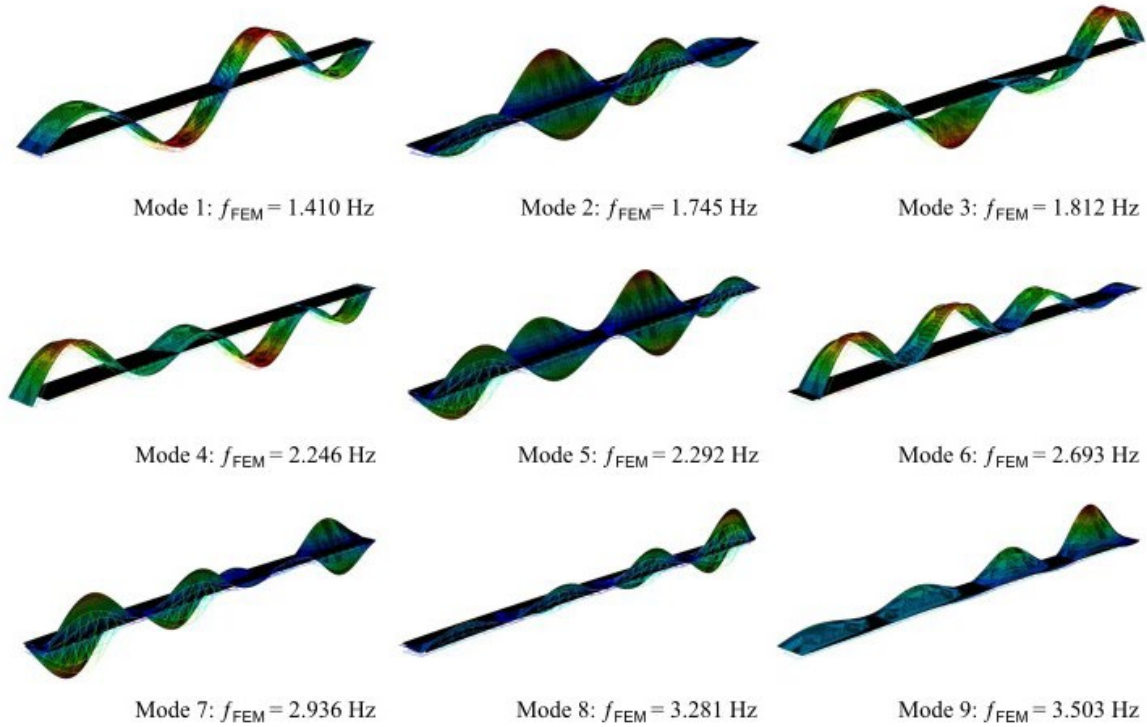 Mode 1: fFEM = 1.410 Hz
Mode 2: fFEM= 1.745 Hz
Mode 3: fFEM = 1.812 Hz
Mode 4: fFEM = 2.246 Hz
Mode 5: fFEM = 2.292 Hz
Mode 6: fFEM = 2.693 Hz
Mode 7: fFEM = 2.936 Hz
Mode 8: fFEM = 3.281 Hz
Mode 9: fFEM = 3.503 Hz